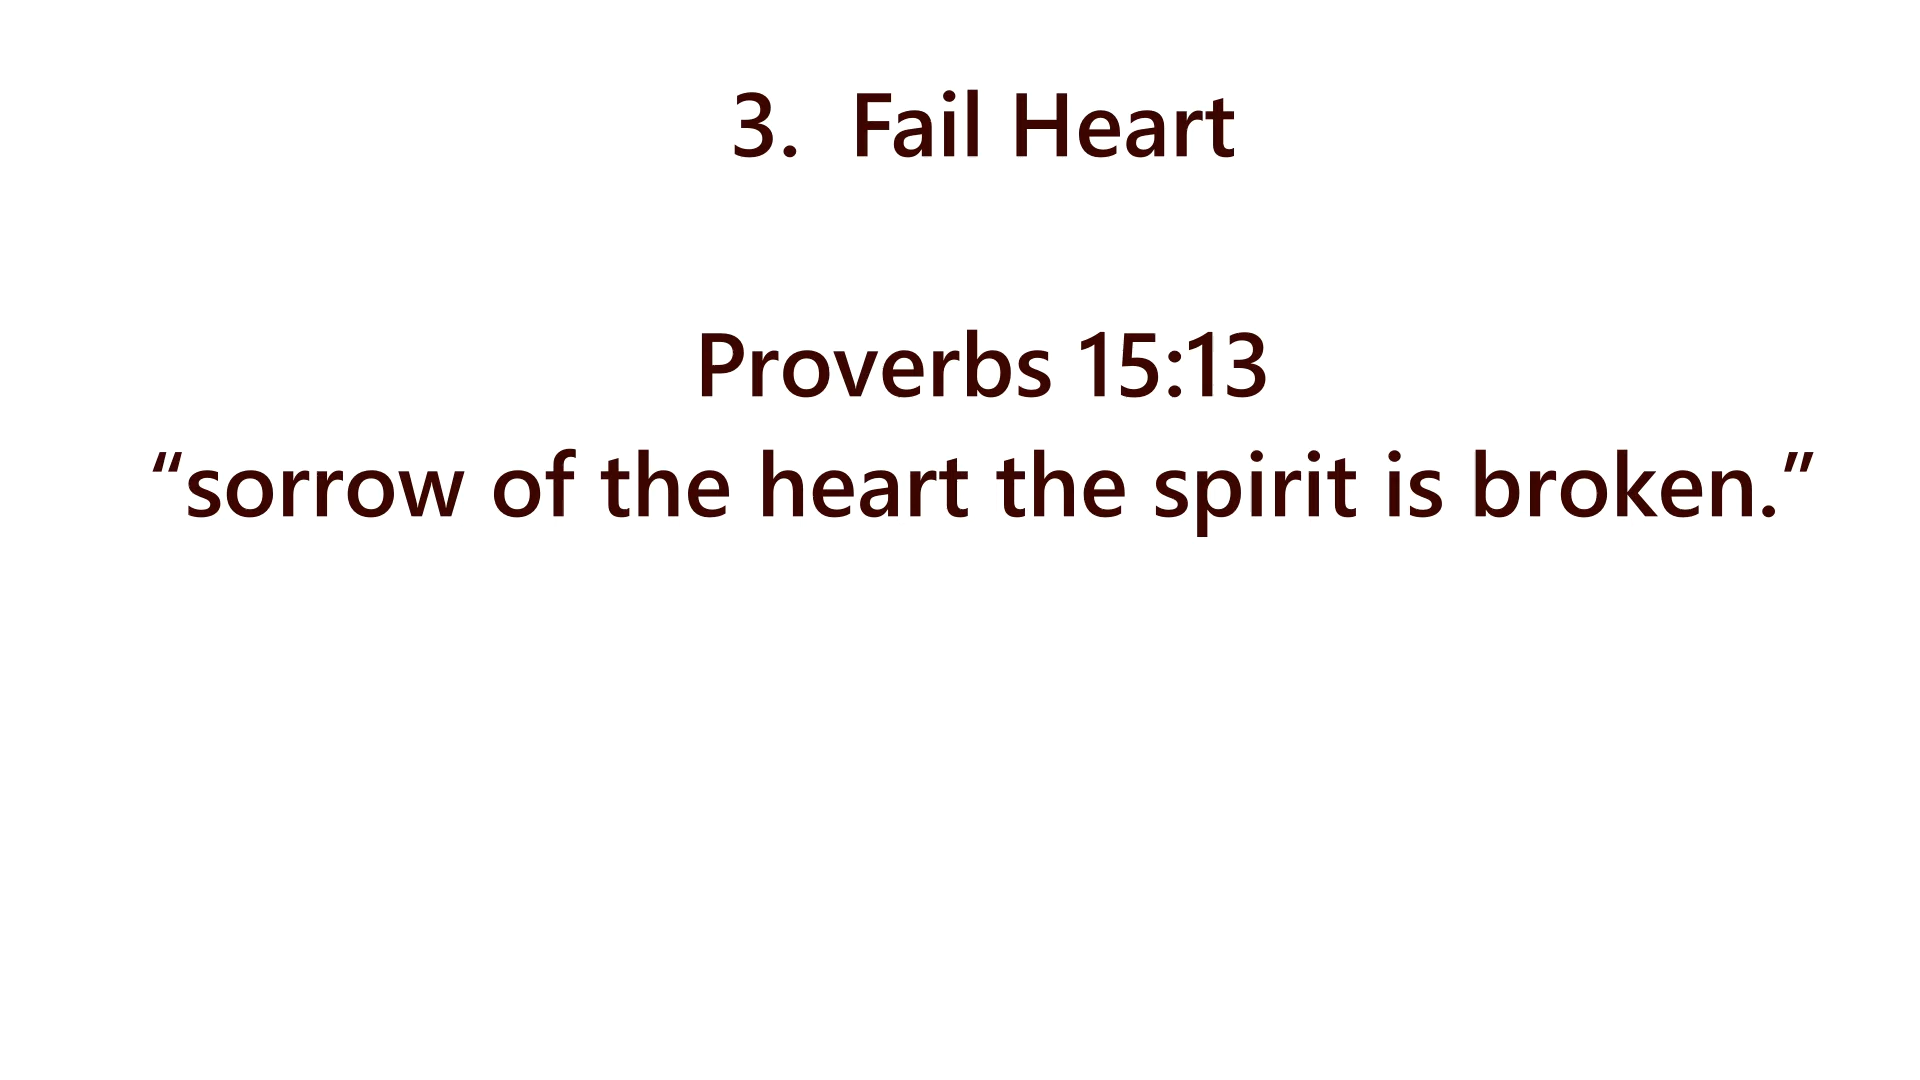 3.  Fail Heart
Proverbs 15:13
“sorrow of the heart the spirit is broken.”